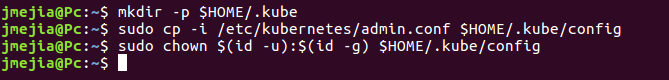 jmejia@Pc:~$ mkdir -p $HOME/.kube
jmejia@Pc:~$ sudo cp -i /etc/kubernetes/admin.conf $HOME/.kube/config
jmejia@Pc:~$ sudo chown $(id -u):$(id -g) $HOME/.kube/config
jmejia@Pc:~$